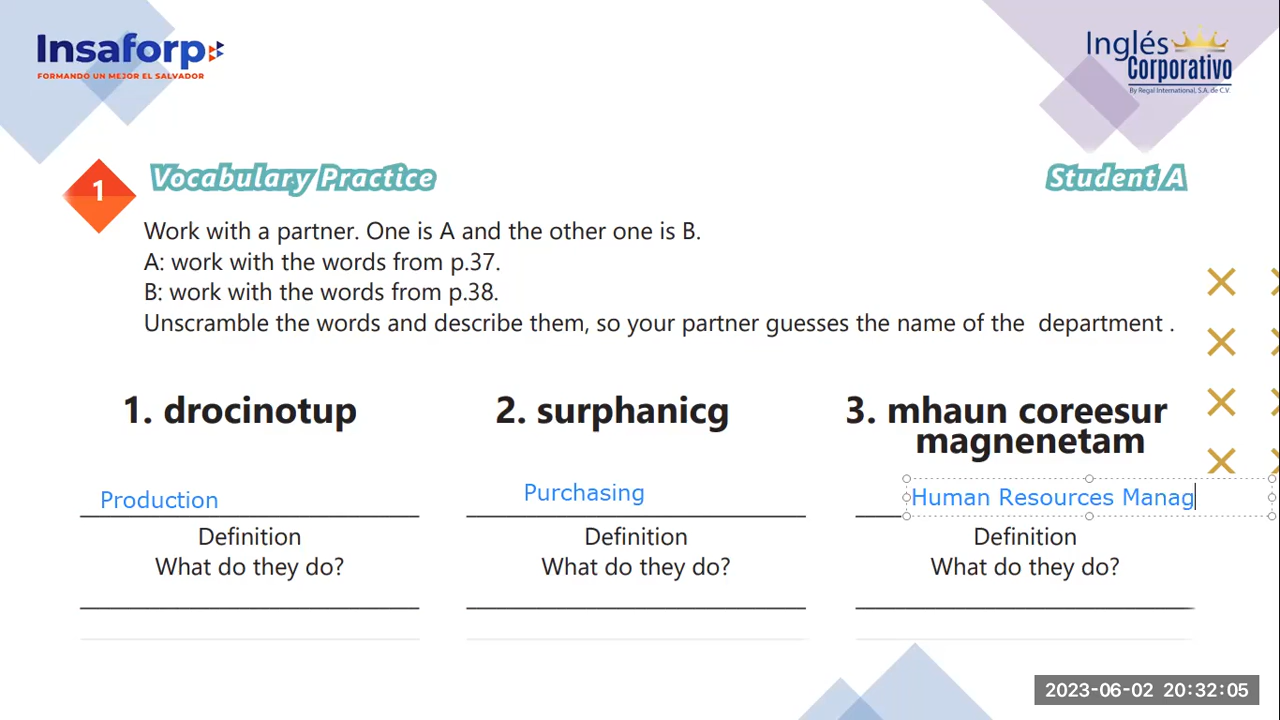 Insaforp
FORMANDO UN MEJOR EL SALVADOR
Inglés
Corporativo
By Regal International, S.A. de C.V.
1
Vocabulary Practice
Student A
Work with a partner. One is A and the other one is B.
A: work with the words from p.37.
B: work with the words from p.38.
Unscramble the words and describe them, so your partner guesses the name of the department .
1. drocinotup
2. surphanicg
3. mhaun coreesur
magnenetam
Production
Purchasing
Human Resources Manag
Definition
What do they do?
Definition
What do they do?
Definition
What do they do?
2023-06-02 20:32:05